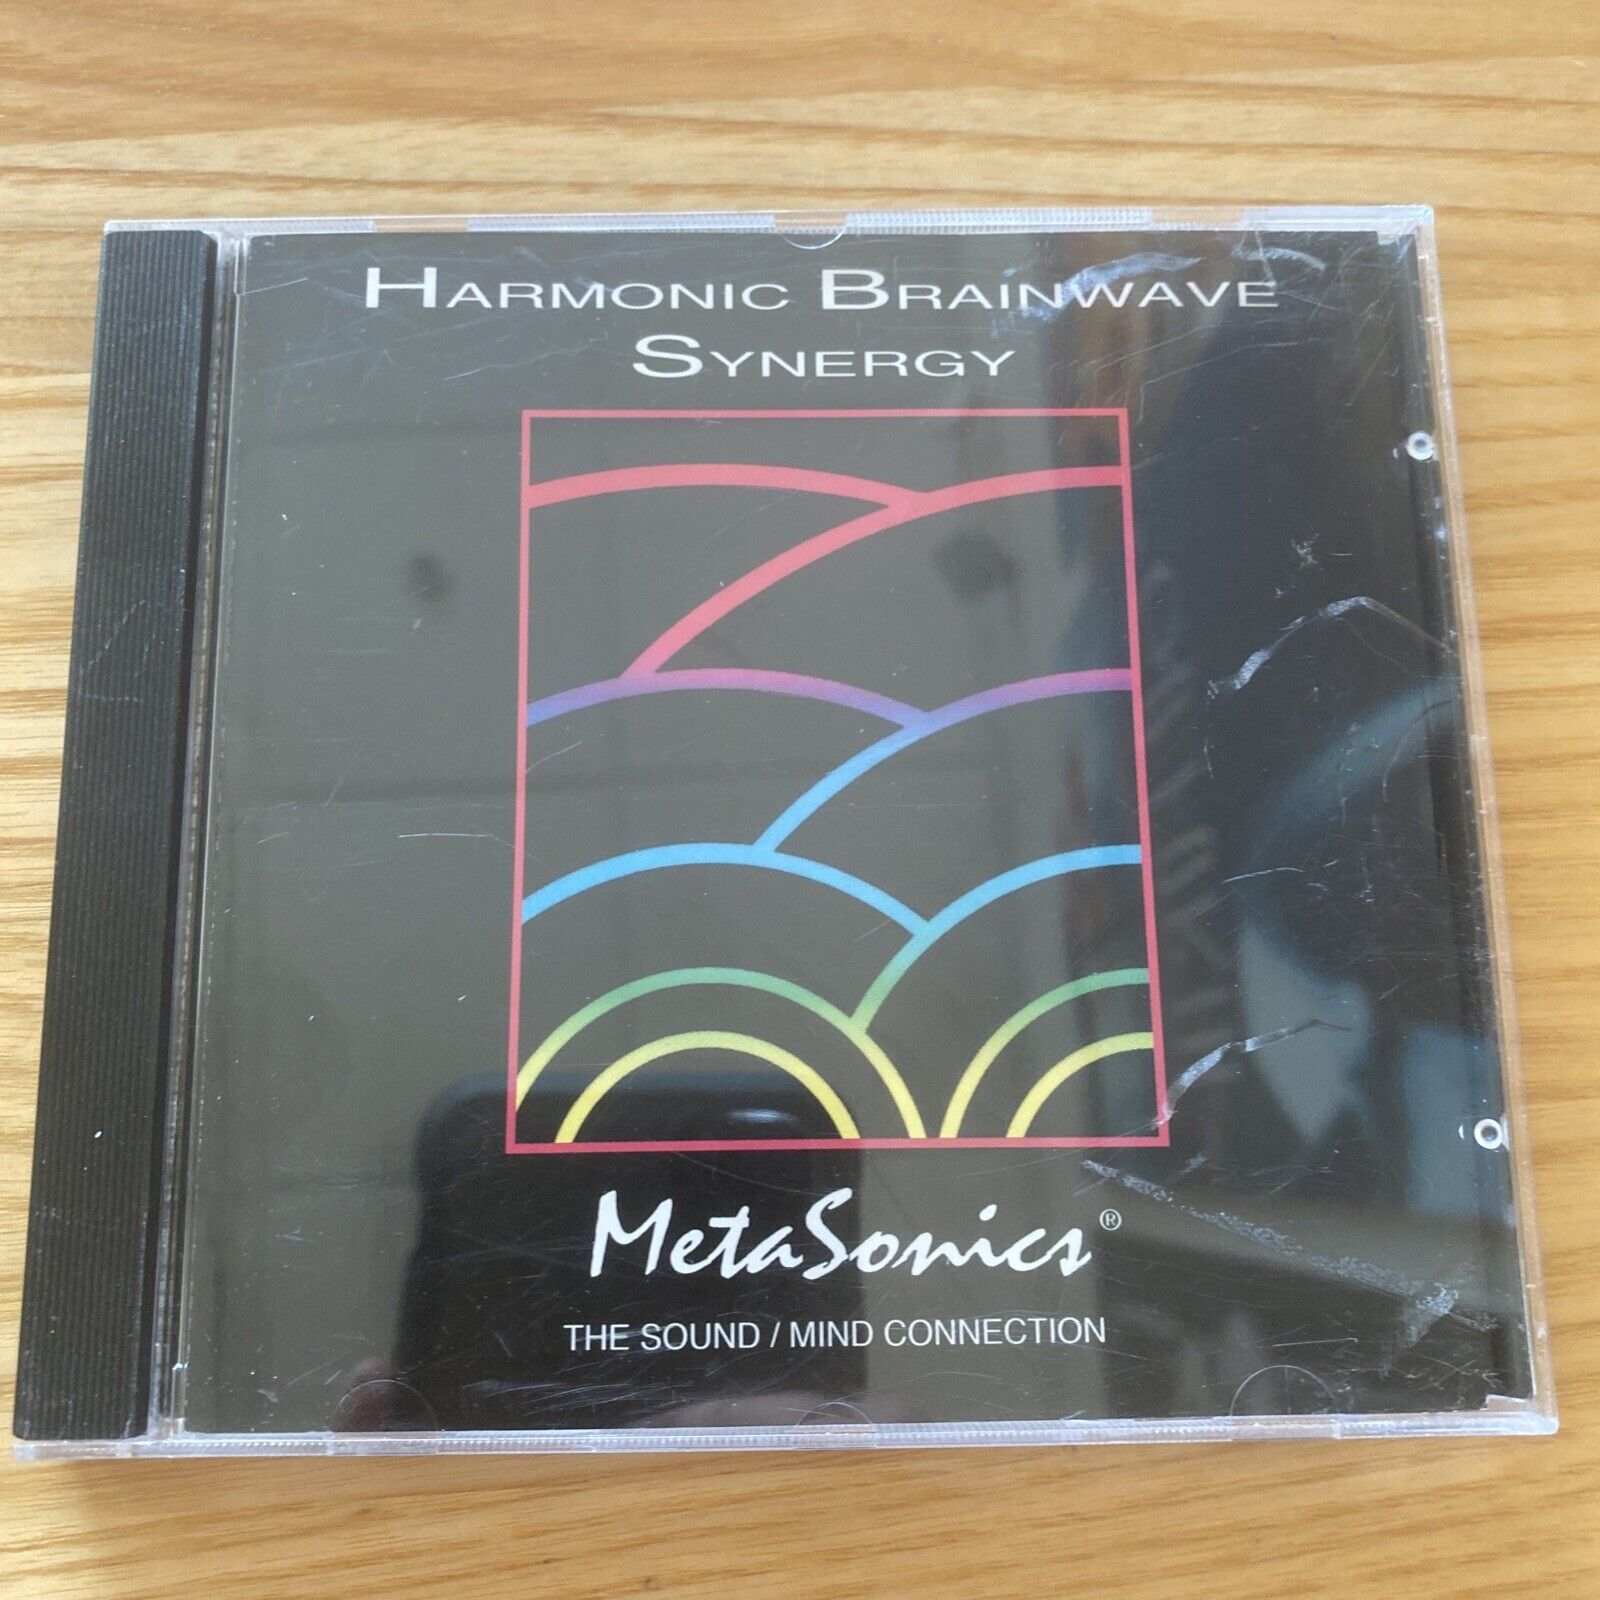 HARMONIC BRAINWAVE
SYNERGY
MetaSonics®
THE SOUND / MIND CONNECTION